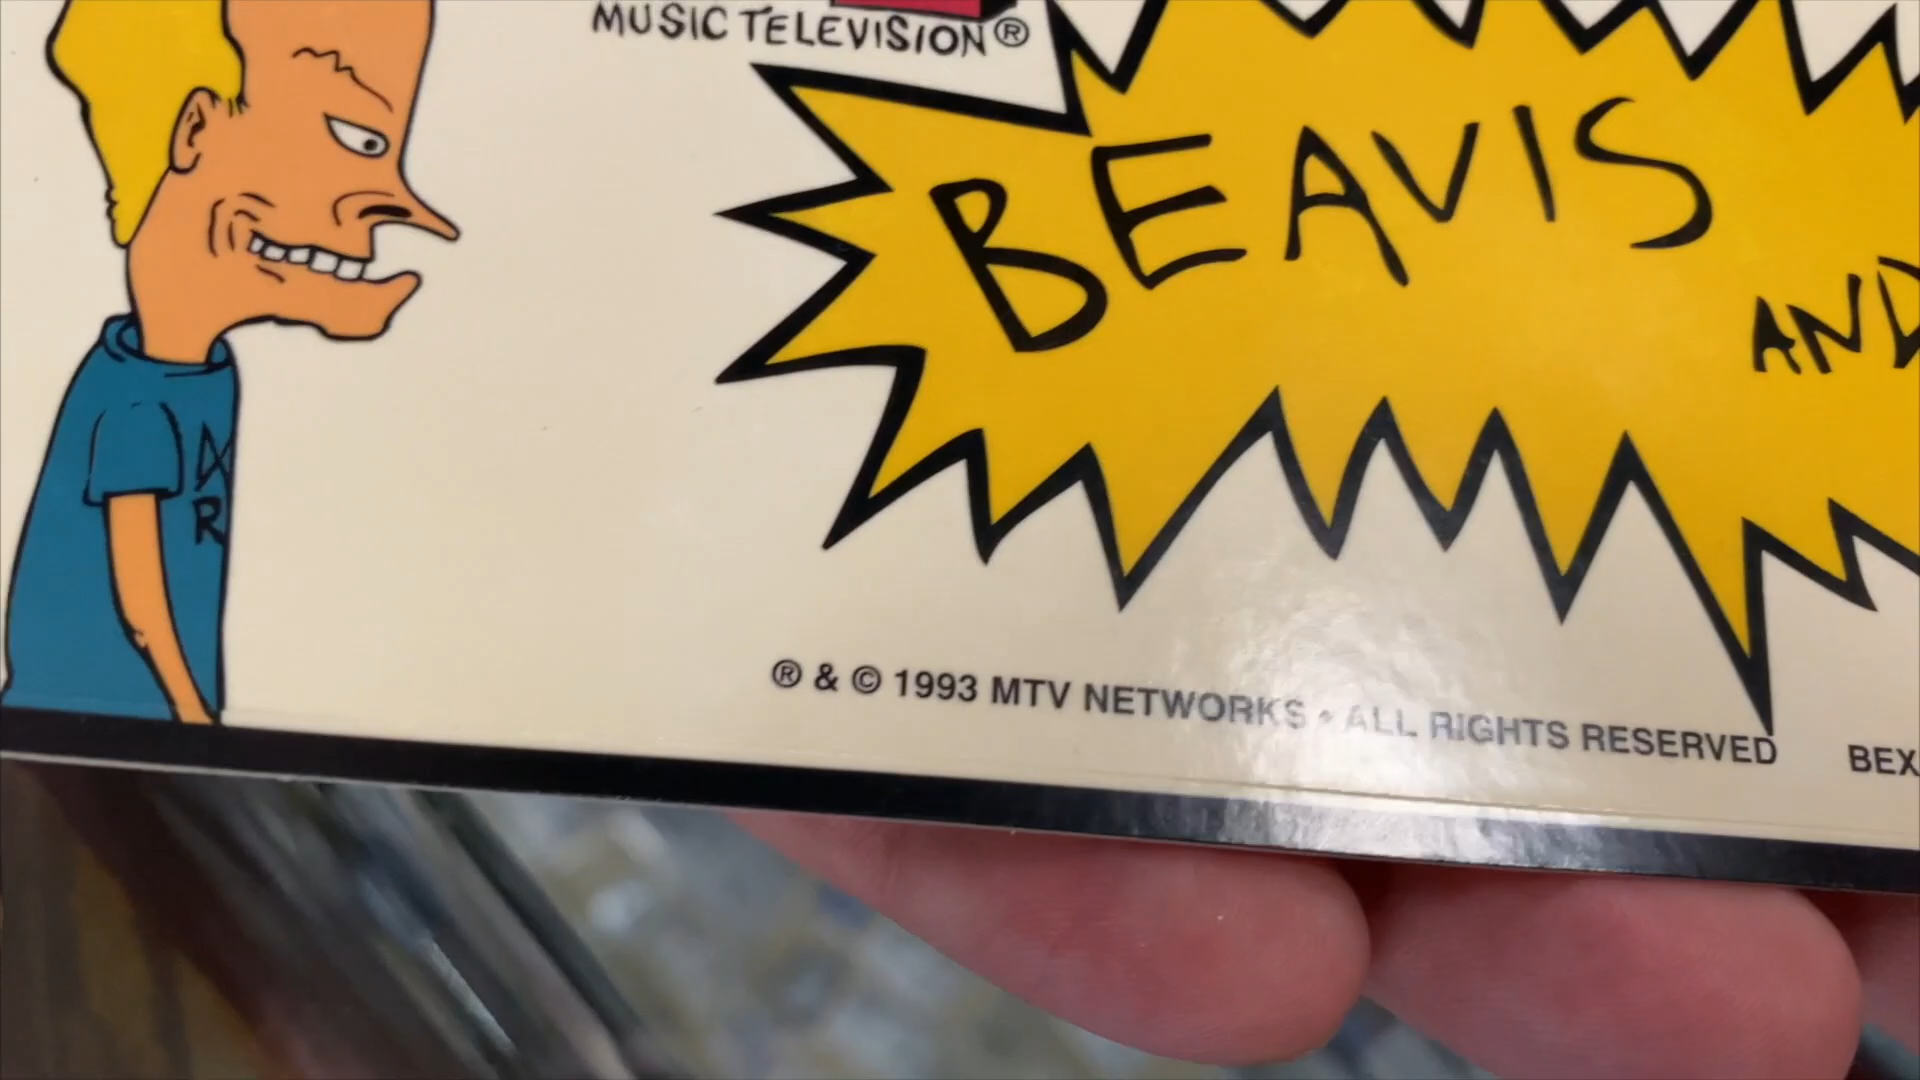 MUSIC TELEVISION®
BEAVIS
AND
R
® & © 1993 MTV NETWORKS • ALL RIGHTS RESERVED BEX